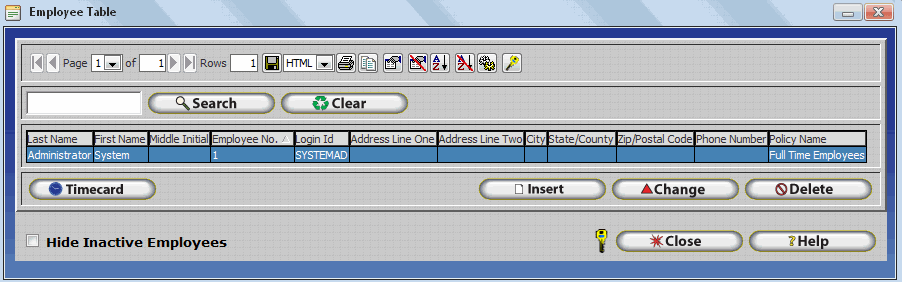 Employee Table
Page 1 of 1 Rows 1 HTML
Search Clear
Last Name First Name Middle Initial Employee No. Login Id Address Line One Address Line Two City State/County Zip/Postal Code Phone Number Policy Name
Administrator System 1 SYSTEMAD Full Time Employees
Timecard Insert Change Delete
Hide Inactive Employees Close Help